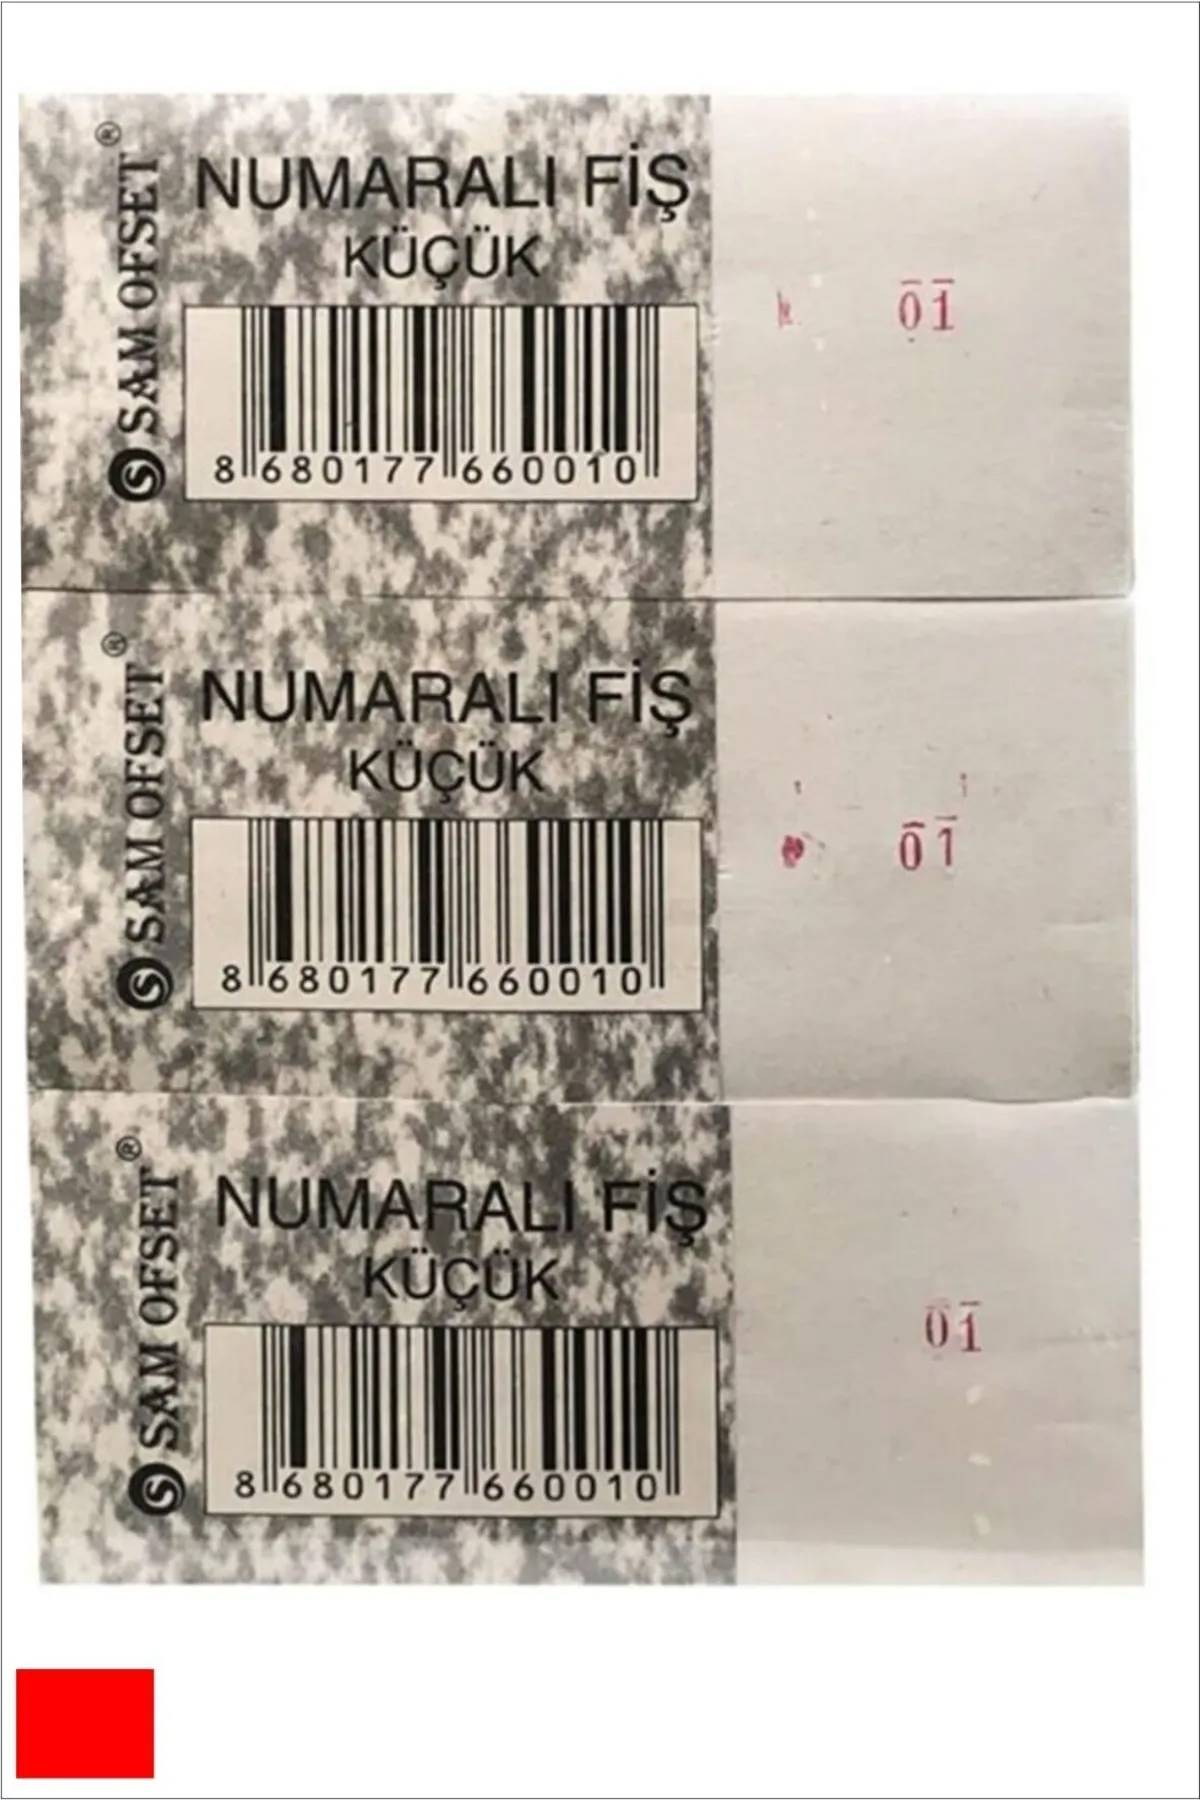 SAM OFSET®
NUMARALI FİŞ
KÜÇÜK
8 680177 660010
01
SAM OFSET®
NUMARALI FİŞ
KÜÇÜK
8 680177 660010
01
SAM OFSET®
NUMARALI FİŞ
KÜÇÜK
8 680177 660010
01